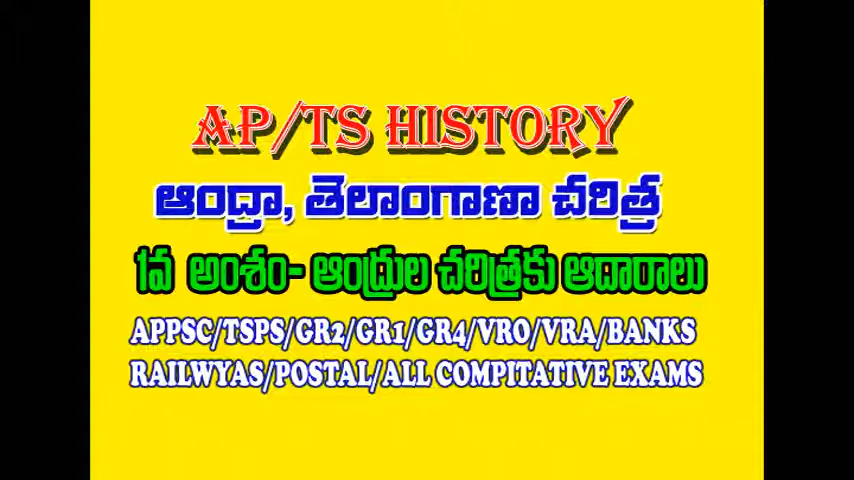 AP/TS HISTORY
ఆంద్రా, తెలాంగాణా చరిత్ర
1వ అంశం- ఆంద్రుల చరిత్రకు ఆదారాలు
APPSC/TSPS/GR2/GR1/GR4/VRO/VRA/BANKS
RAILWYAS/POSTAL/ALL COMPITATIVE EXAMS